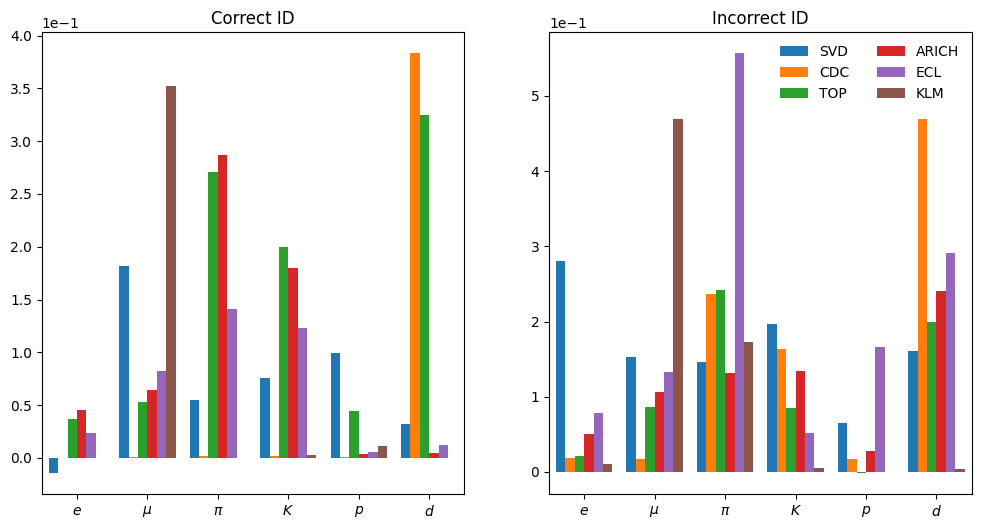 Correct ID
1e−1
4.0
3.5
3.0
2.5
2.0
1.5
1.0
0.5
0.0
e μ π K p d
Incorrect ID
1e−1
5
4
3
2
1
0
SVD ARICH
CDC ECL
TOP KLM
e μ π K p d